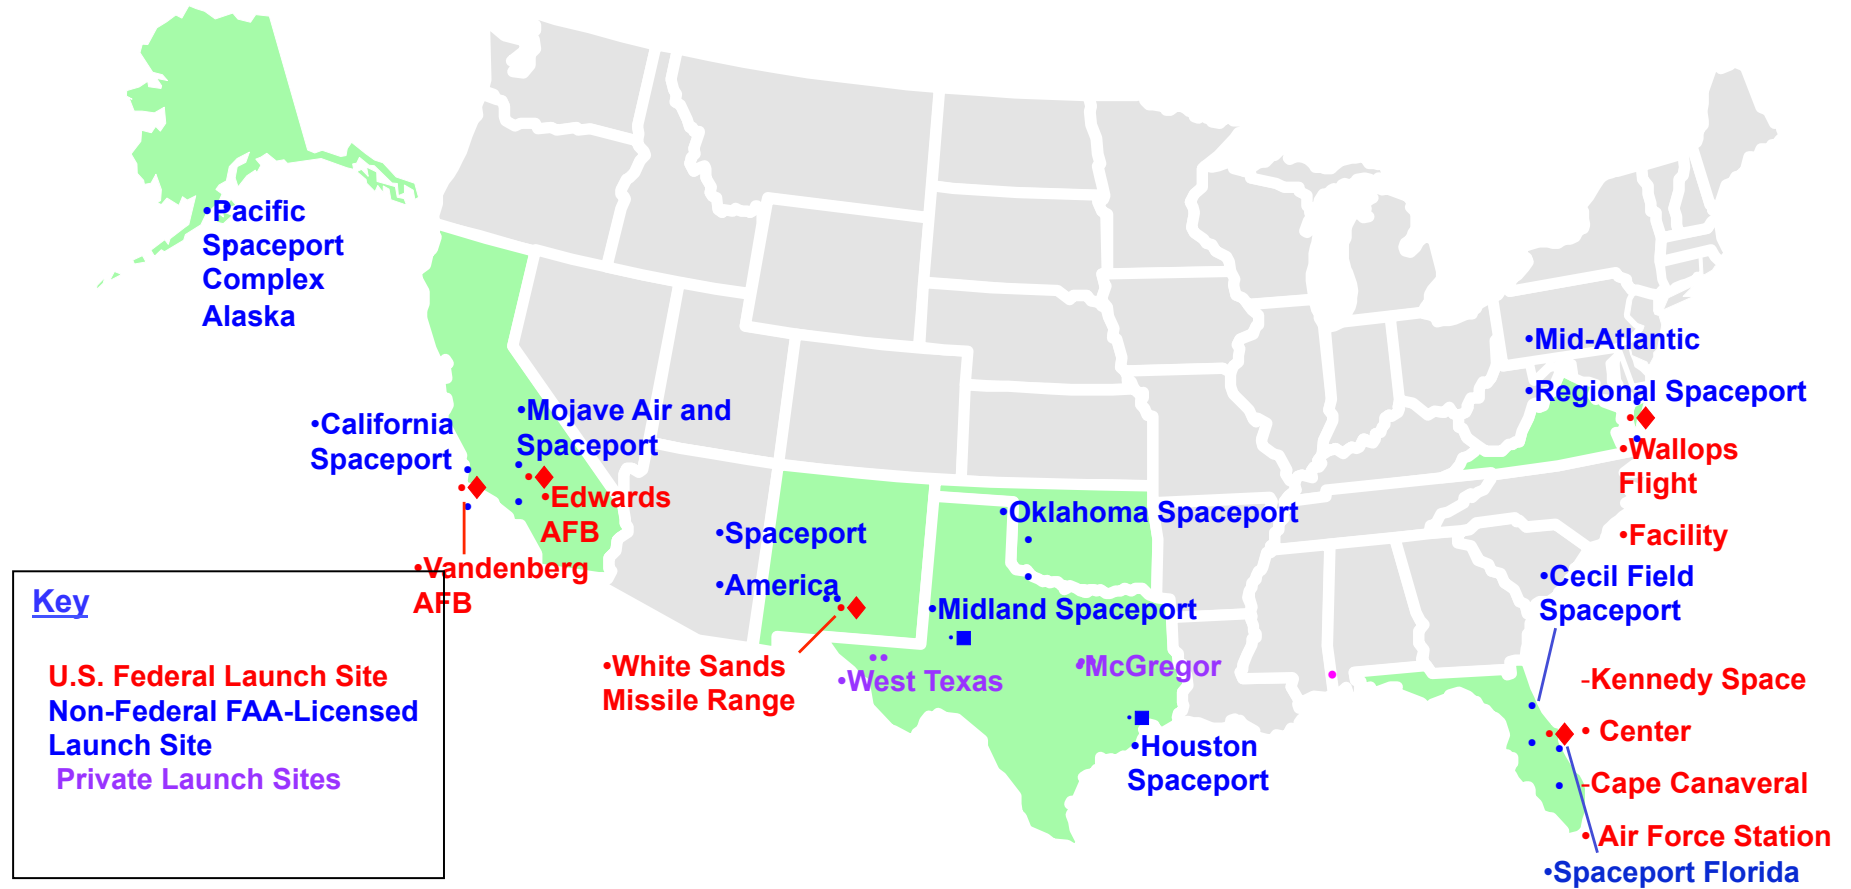 •Pacific
Spaceport
Complex
Alaska
•Mid-Atlantic
•Regional Spaceport
•Wallops
Flight
•Facility
•California
Spaceport
•Mojave Air and
Spaceport
•Edwards
AFB
•Vandenberg
AFB
•Spaceport
•America
•Oklahoma Spaceport
•Midland Spaceport
•White Sands
Missile Range
•West Texas
•McGregor
•Houston
Spaceport
•Cecil Field
Spaceport
-Kennedy Space
• Center
-Cape Canaveral
• Air Force Station
•Spaceport Florida
Key
U.S. Federal Launch Site
Non-Federal FAA-Licensed
Launch Site
Private Launch Sites